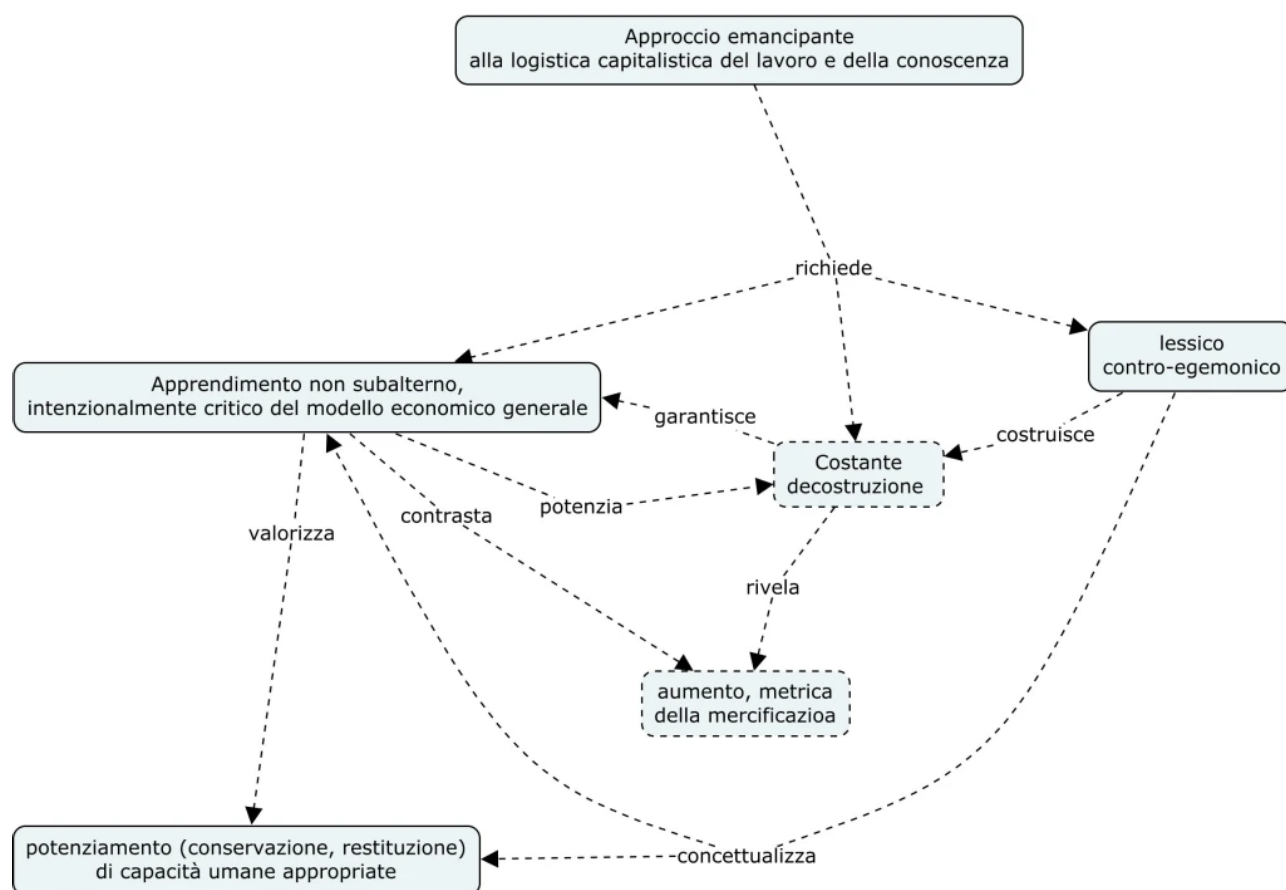 Approccio emancipante
alla logistica capitalistica del lavoro e della conoscenza
richiede
lessico
contro-egemonico
Apprendimento non subalterno,
intenzionalmente critico del modello economico generale
garantisce
costruisce
Costante
decostruzione
potenzia
contrasta
valorizza
rivela
aumento, metrica
della mercificazioa
potenziamento (conservazione, restituzione)
di capacità umane appropriate
concettualizza